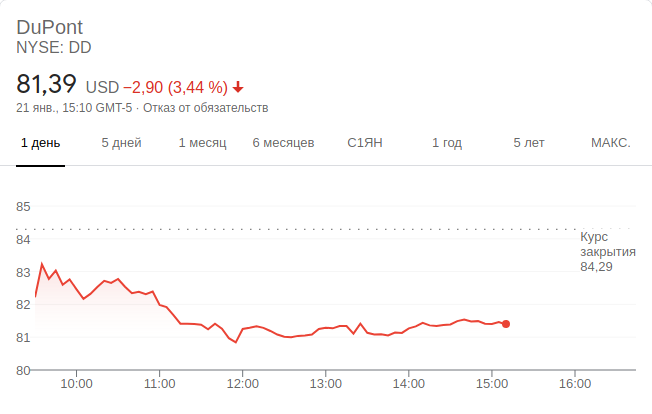 DuPont
NYSE: DD
81,39 USD −2,90 (3,44 %)
21 янв., 15:10 GMT-5 · Отказ от обязательств
1 день 5 дней 1 месяц 6 месяцев С1ЯН 1 год 5 лет МАКС.
85
84
83
82
81
80
Курс
закрытия
84,29
10:00 11:00 12:00 13:00 14:00 15:00 16:00